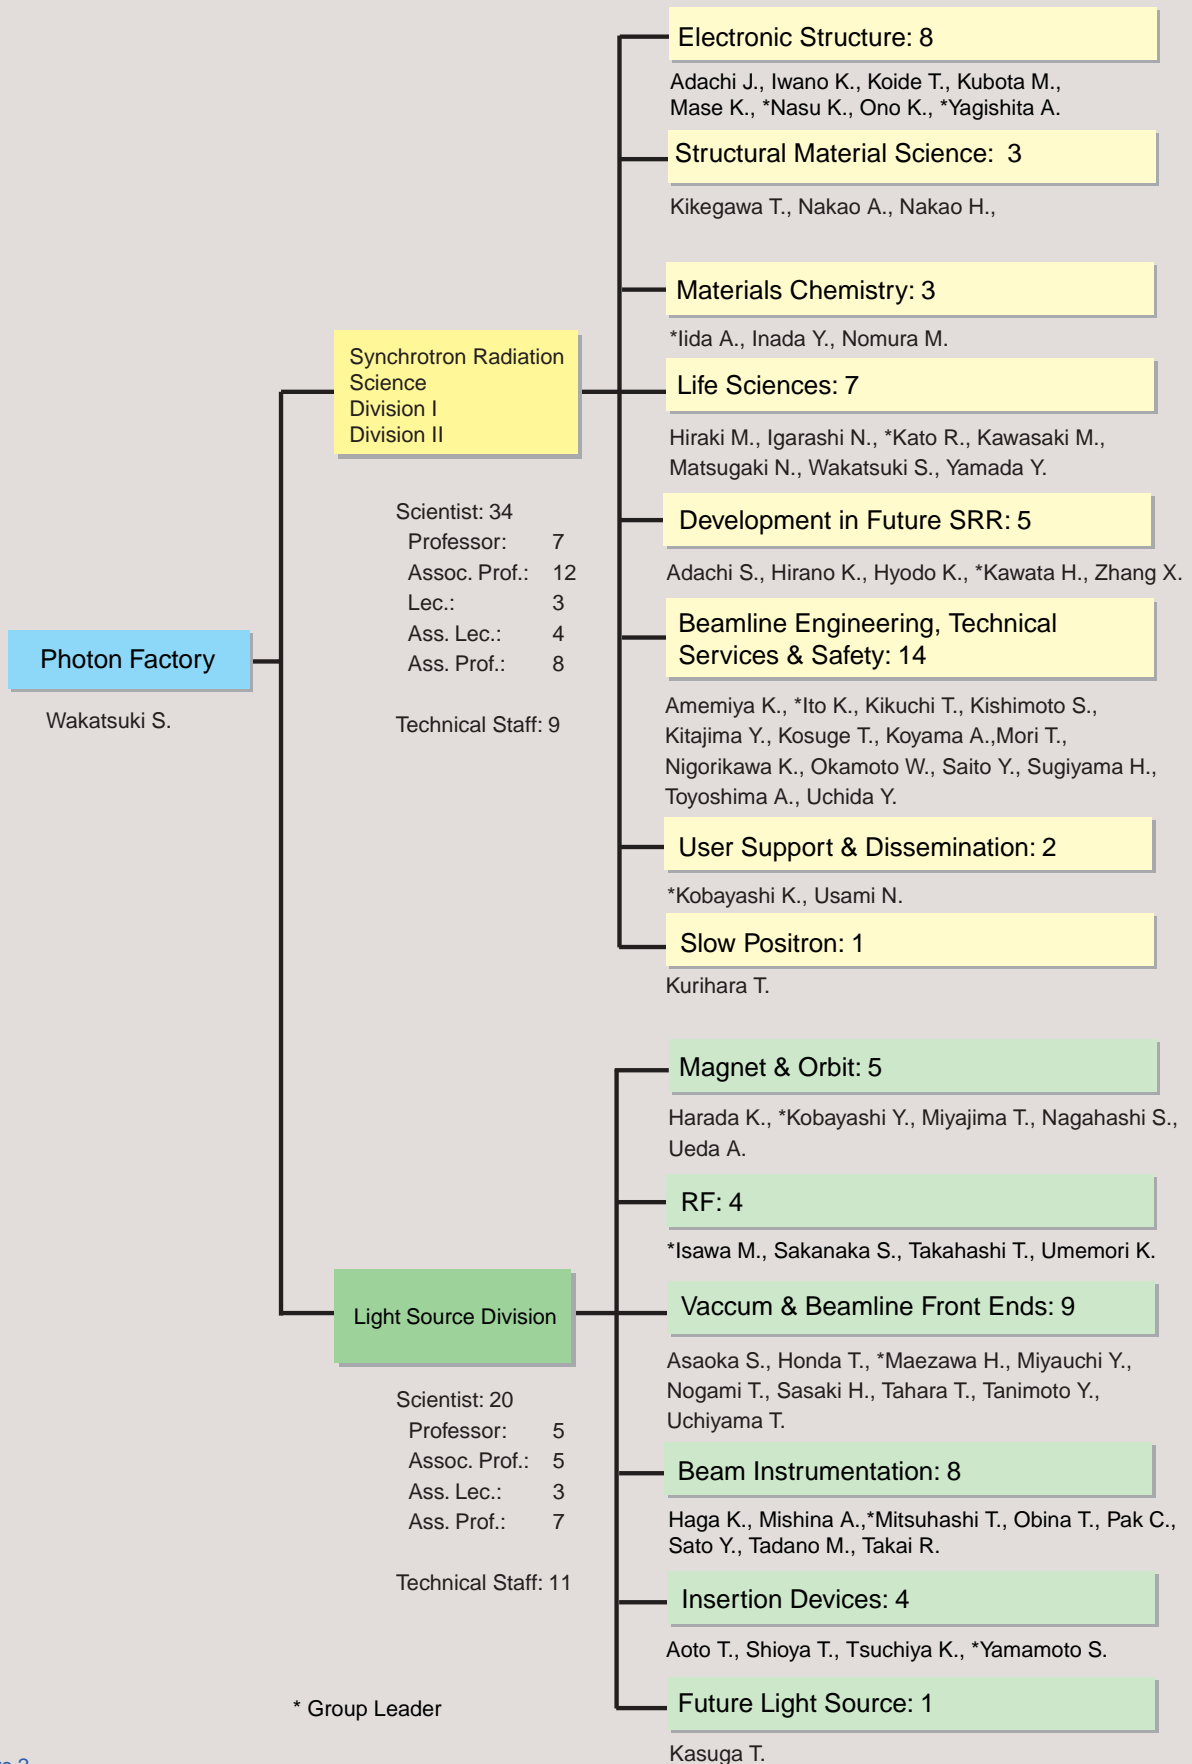 Photon Factory
Wakatsuki S.
Synchrotron Radiation
Science
Division I
Division II
Scientist: 34
Professor: 7
Assoc. Prof.: 12
Lec.: 3
Ass. Lec.: 4
Ass. Prof.: 8
Technical Staff: 9
Electronic Structure: 8
Adachi J., Iwano K., Koide T., Kubota M.,
Mase K., *Nasu K., Ono K., *Yagishita A.
Structural Material Science: 3
Kikegawa T., Nakao A., Nakao H.,
Materials Chemistry: 3
*Iida A., Inada Y., Nomura M.
Life Sciences: 7
Hiraki M., Igarashi N., *Kato R., Kawasaki M.,
Matsugaki N., Wakatsuki S., Yamada Y.
Development in Future SRR: 5
Adachi S., Hirano K., Hyodo K., *Kawata H., Zhang X.
Beamline Engineering, Technical
Services & Safety: 14
Amemiya K., *Ito K., Kikuchi T., Kishimoto S.,
Kitajima Y., Kosuge T., Koyama A.,Mori T.,
Nigorikawa K., Okamoto W., Saito Y., Sugiyama H.,
Toyoshima A., Uchida Y.
User Support & Dissemination: 2
*Kobayashi K., Usami N.
Slow Positron: 1
Kurihara T.
Light Source Division
Scientist: 20
Professor: 5
Assoc. Prof.: 5
Ass. Lec.: 3
Ass. Prof.: 7
Technical Staff: 11
Magnet & Orbit: 5
Harada K., *Kobayashi Y., Miyajima T., Nagahashi S.,
Ueda A.
RF: 4
*Isawa M., Sakanaka S., Takahashi T., Umemori K.
Vaccum & Beamline Front Ends: 9
Asaoka S., Honda T., *Maezawa H., Miyauchi Y.,
Nogami T., Sasaki H., Tahara T., Tanimoto Y.,
Uchiyama T.
Beam Instrumentation: 8
Haga K., Mishina A.,*Mitsuhashi T., Obina T., Pak C.,
Sato Y., Tadano M., Takai R.
Insertion Devices: 4
Aoto T., Shioya T., Tsuchiya K., *Yamamoto S.
Future Light Source: 1
Kasuga T.
* Group Leader